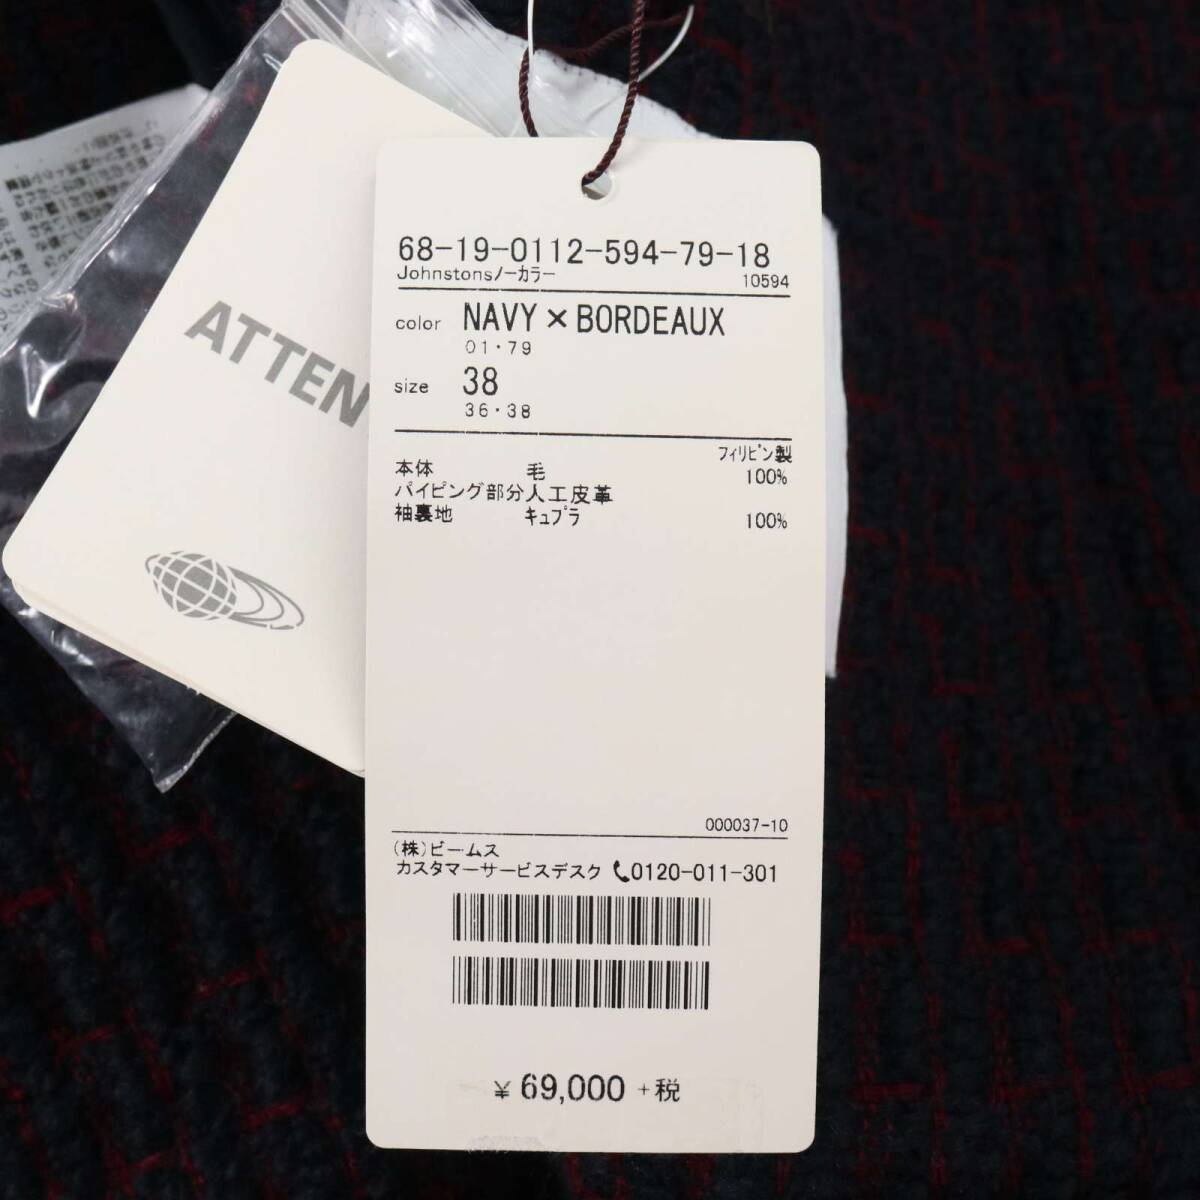 68-19-0112-594-79-18
Johnstonsノーカラー 10594
color NAVY×BORDEAUX
01・79
size 38
36・38
フィリピン製
本体 毛 100%
パイピング部分人工皮革
袖裏地 キュプラ 100%
000037-10
(株)ビームス
カスタマーサービスデスク 0120-011-301
¥ 69,000 +税
ATTEN